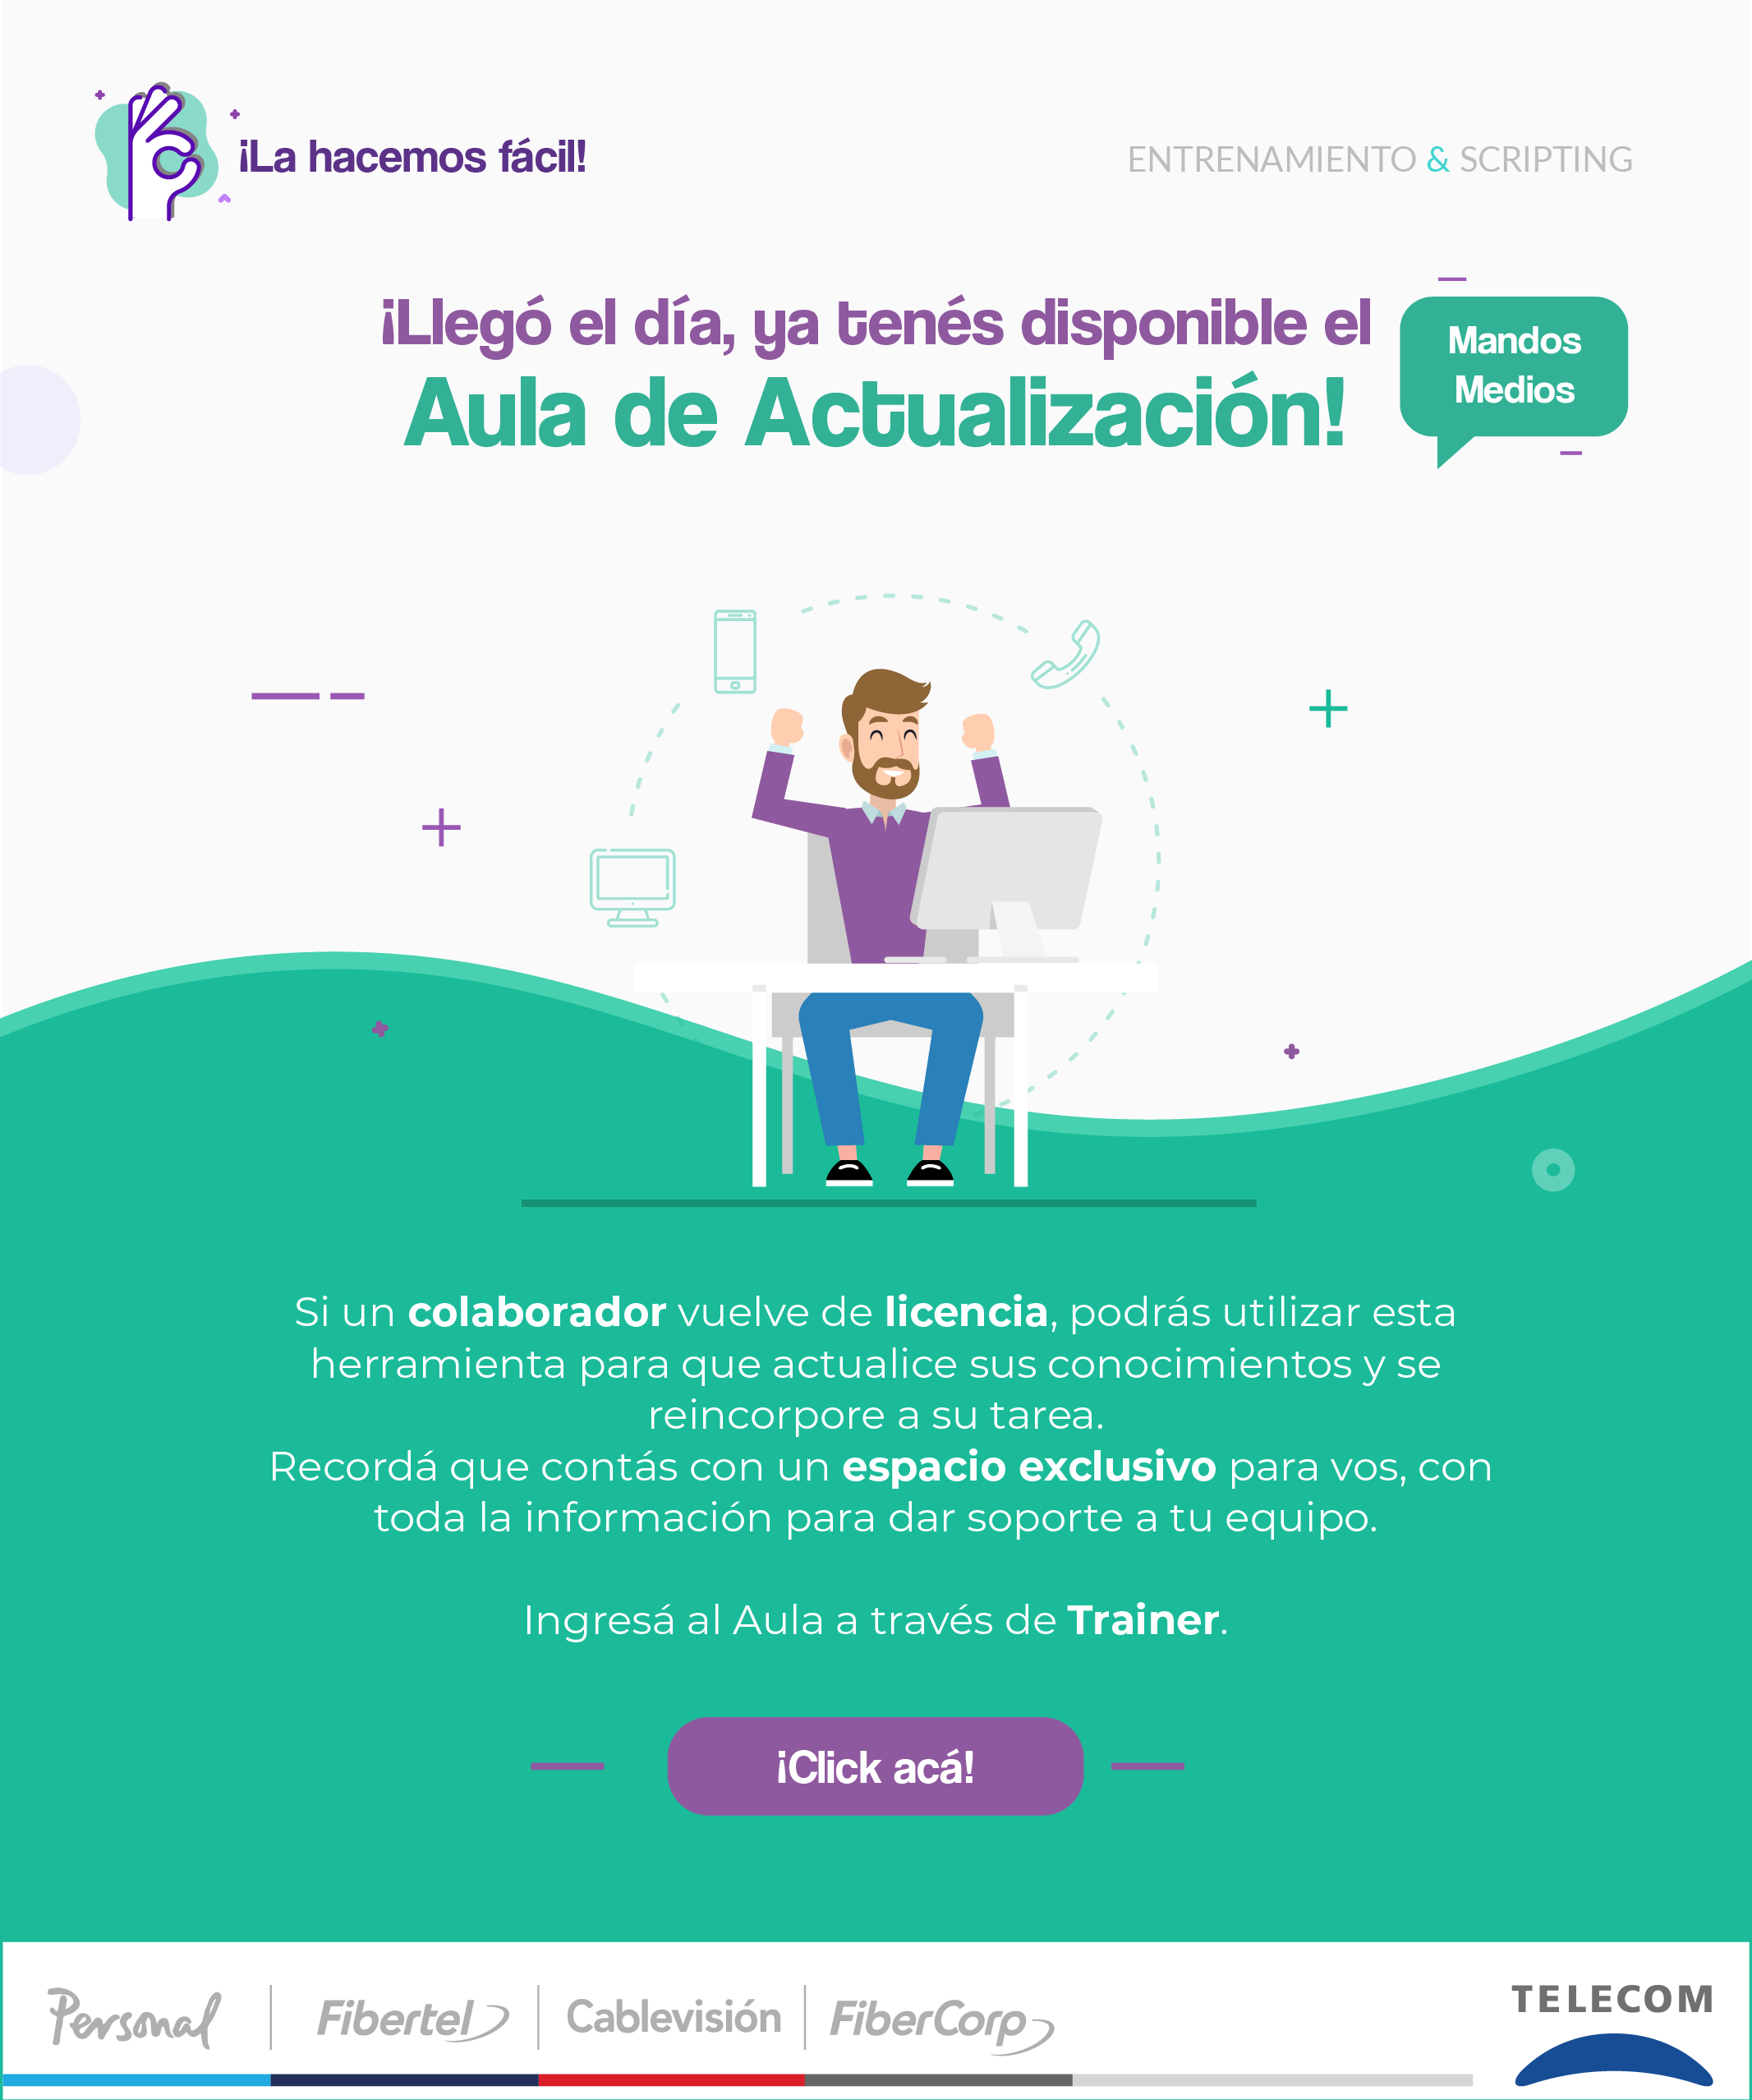 ¡La hacemos fácil!
ENTRENAMIENTO & SCRIPTING
¡Llegó el día, ya tenés disponible el
Aula de Actualización!
Mandos
Medios
Si un colaborador vuelve de licencia, podrás utilizar esta
herramienta para que actualice sus conocimientos y se
reincorpore a su tarea.
Recordá que contás con un espacio exclusivo para vos, con
toda la información para dar soporte a tu equipo.
Ingresá al Aula a través de Trainer.
¡Click acá!
Personal
Fibertel
Cablevisión
FiberCorp
TELECOM